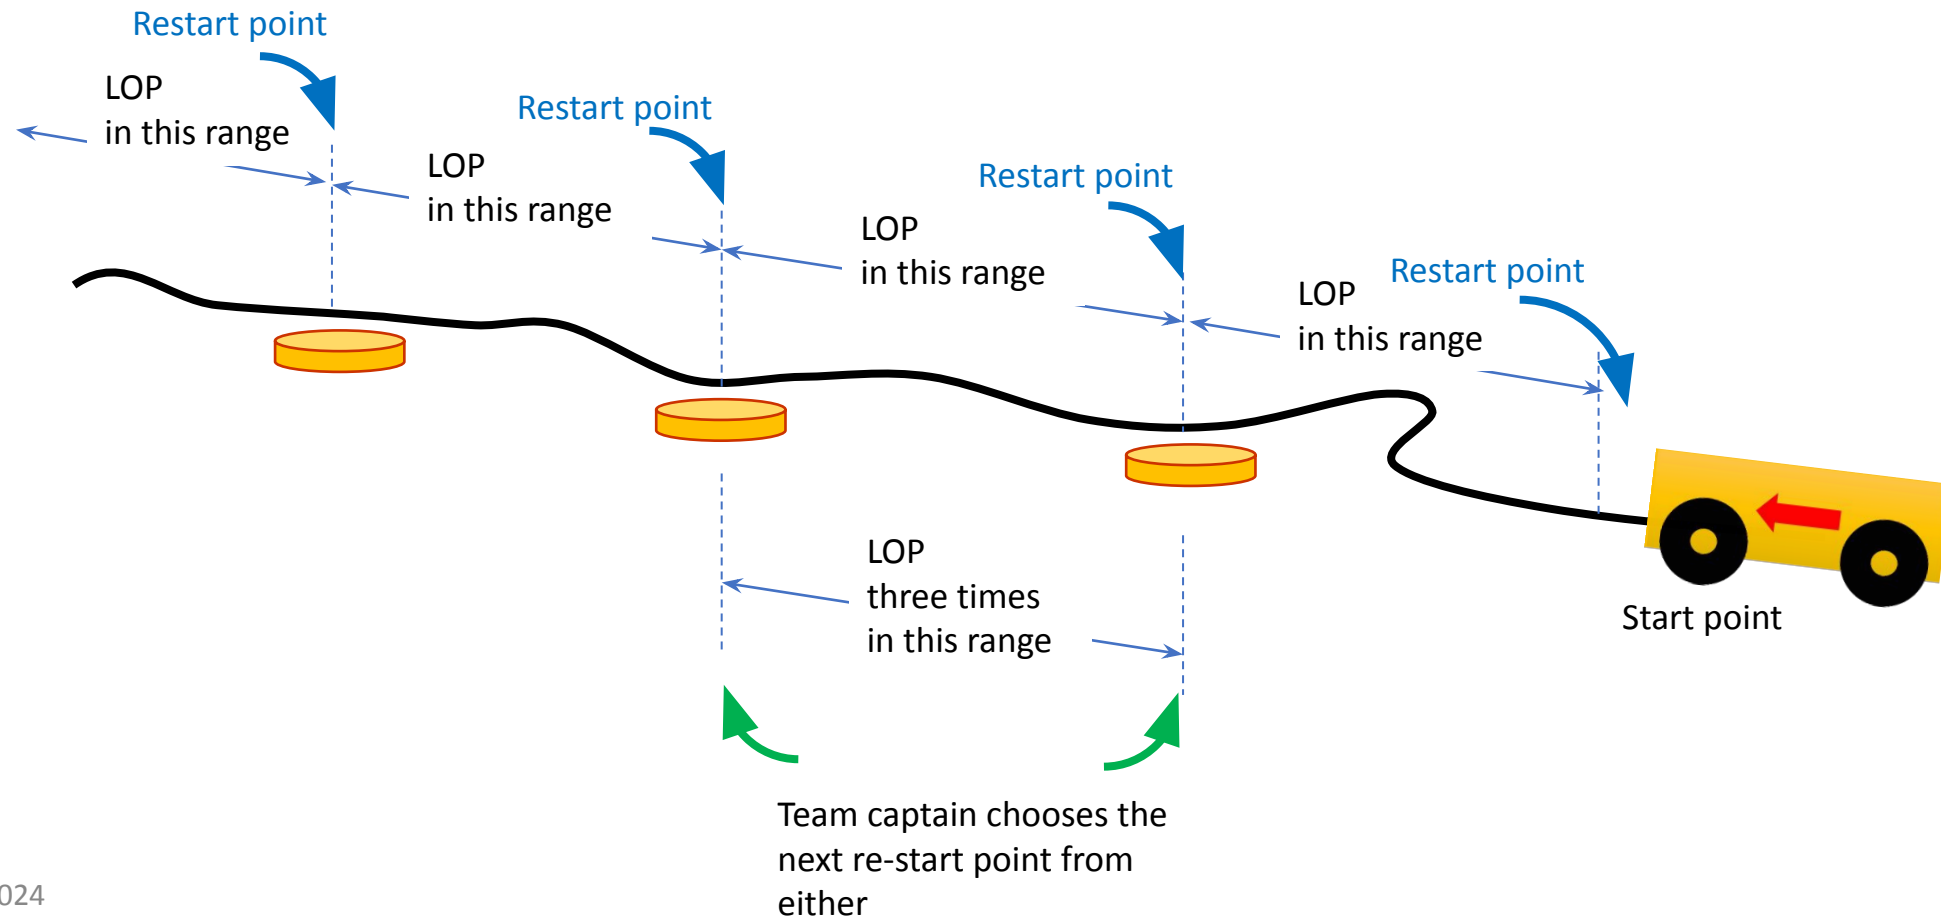 Restart point
LOP
in this range
Restart point
LOP
in this range
Restart point
LOP
in this range
Restart point
LOP
in this range
Start point
LOP
three times
in this range
Team captain chooses the
next re-start point from
either
024